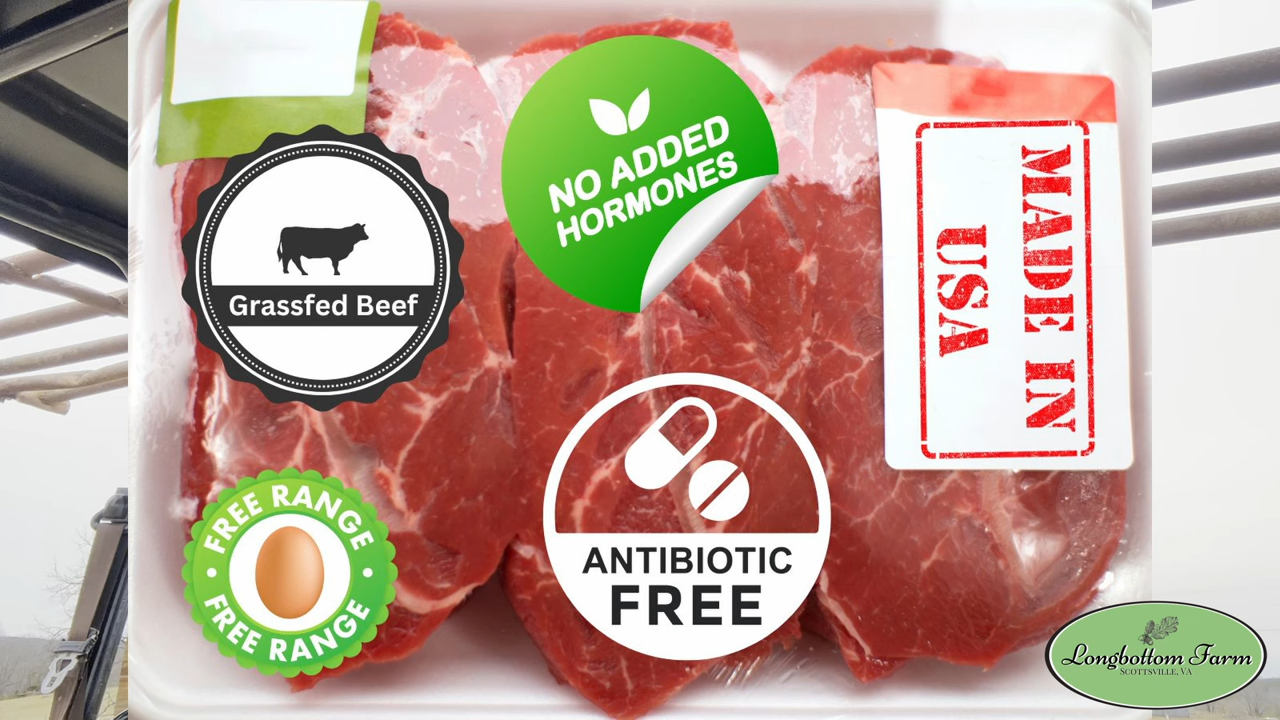 NO ADDED
HORMONES
MADE IN
USA
Grassfed Beef
FREE RANGE
FREE RANGE
ANTIBIOTIC
FREE
Longbottom Farm
SCOTTSVILLE, VA